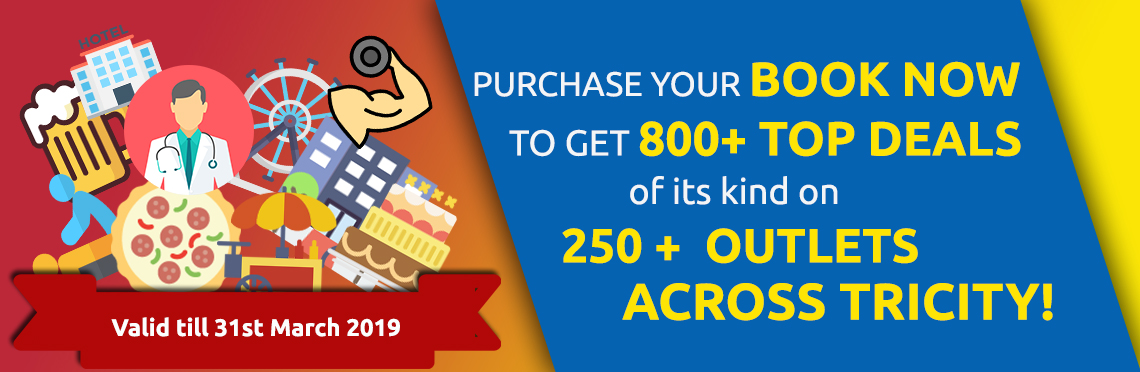 HOTEL
PURCHASE YOUR BOOK NOW
TO GET 800+ TOP DEALS
of its kind on
250 + OUTLETS
ACROSS TRICITY!
Valid till 31st March 2019